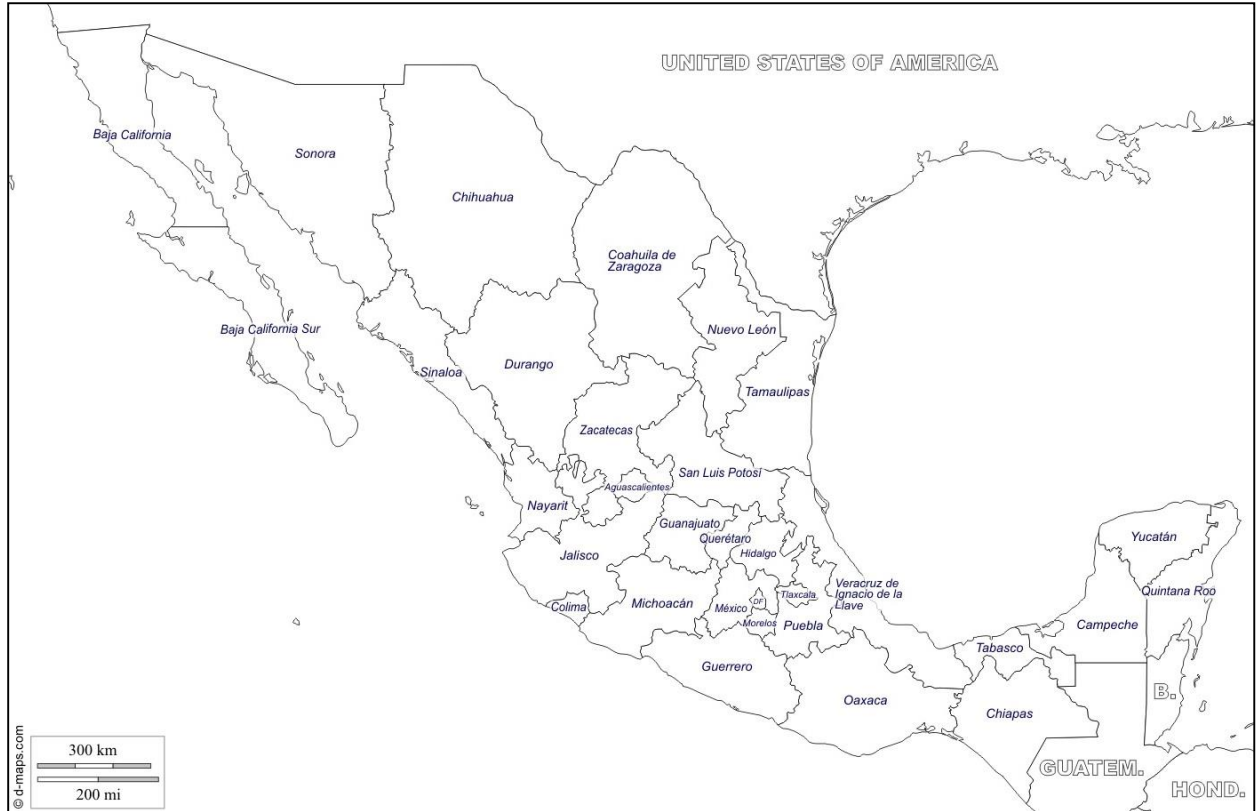 UNITED STATES OF AMERICA
Baja California
Sonora
Chihuahua
Coahuila de
Zaragoza
Baja California Sur
Nuevo León
Sinaloa
Durango
Tamaulipas
Zacatecas
San Luis Potosí
Aguascalientes
Nayarit
Guanajuato
Querétaro
Hidalgo
Jalisco
Yucatán
Quintana Roo
Veracruz de
Ignacio de la
Llave
Tlaxcala
DF
Colima
Michoacán
México
Morelos
Puebla
Campeche
Tabasco
Guerrero
Oaxaca
Chiapas
B.
GUATEM.
HOND.
300 km
200 mi
© d-maps.com